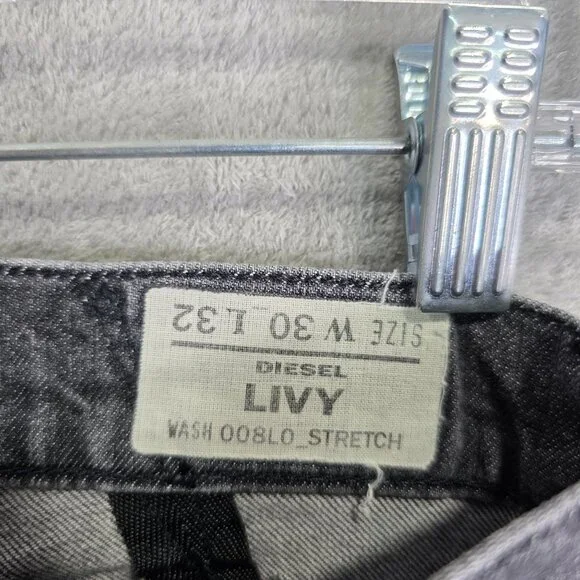 SIZE W 30 L 32
DIESEL
LIVY
WASH 008L0_STRETCH